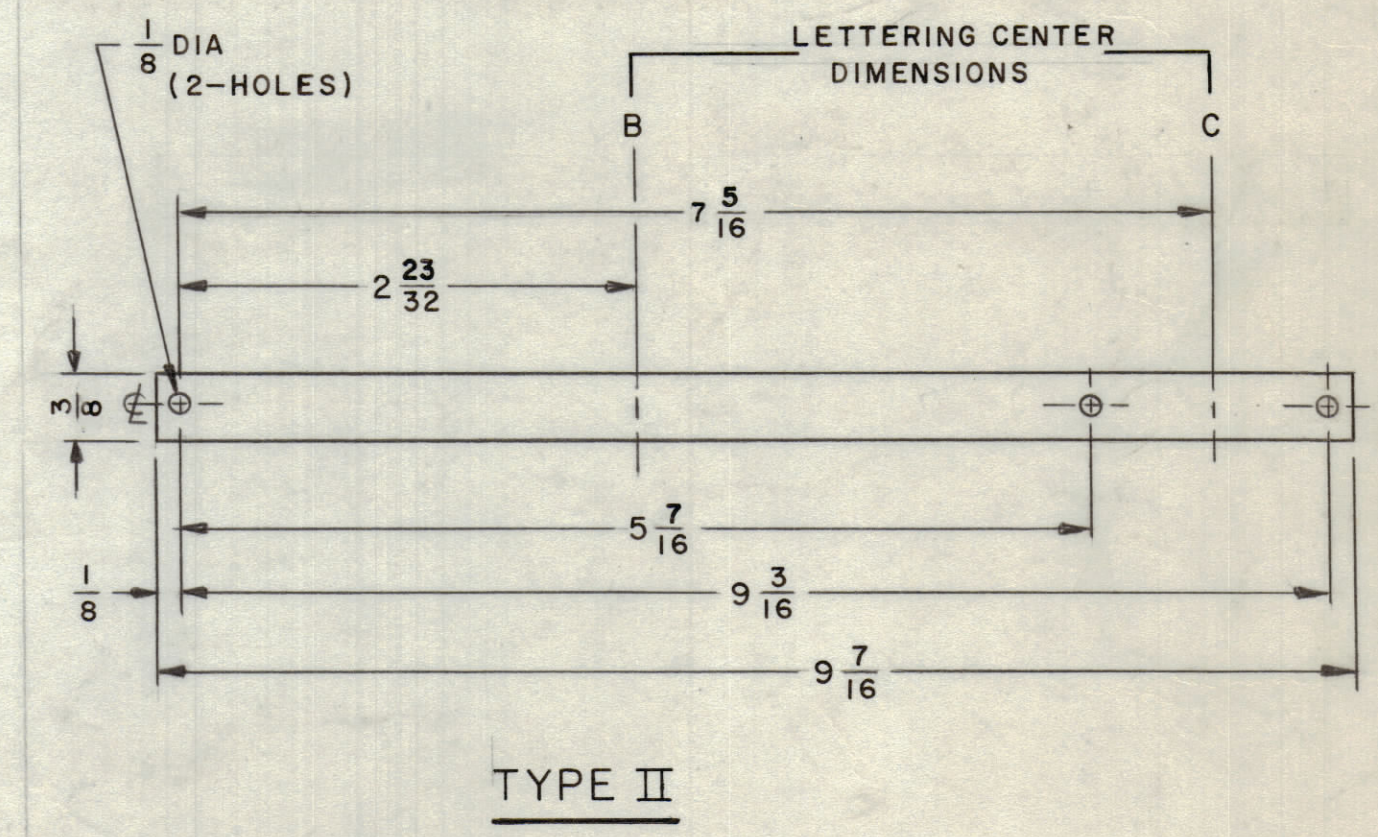 1/8 DIA
(2-HOLES)
LETTERING CENTER
DIMENSIONS
B
C
7 5/16
2 23/32
3/8
℄
5 7/16
1/8
9 3/16
9 7/16
TYPE II